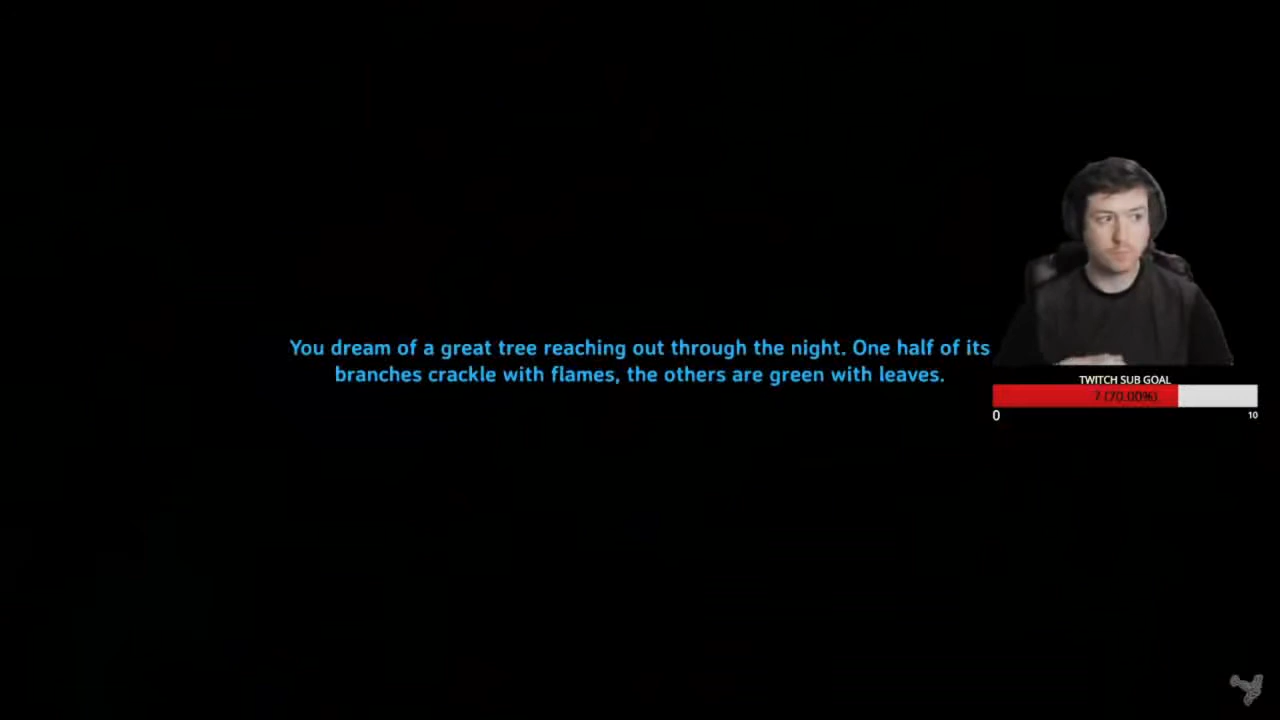 You dream of a great tree reaching out through the night. One half of its
branches crackle with flames, the others are green with leaves.
TWITCH SUB GOAL
7 (70.00%)
0
10